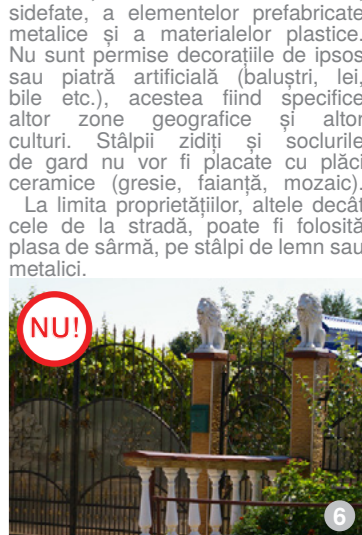 sidefate, a elementelor prefabricate
metalice și a materialelor plastice.
Nu sunt permise decorațiile de ipsos
sau piatră artificială (baluștri, lei,
bile etc.), acestea fiind specifice
altor zone geografice și altor
culturi. Stâlpii zidiți și soclurile
de gard nu vor fi placate cu plăci
ceramice (gresie, faianță, mozaic).
La limita proprietățiilor, altele decât
cele de la stradă, poate fi folosită
plasa de sârmă, pe stâlpi de lemn sau
metalici.
NU!
6